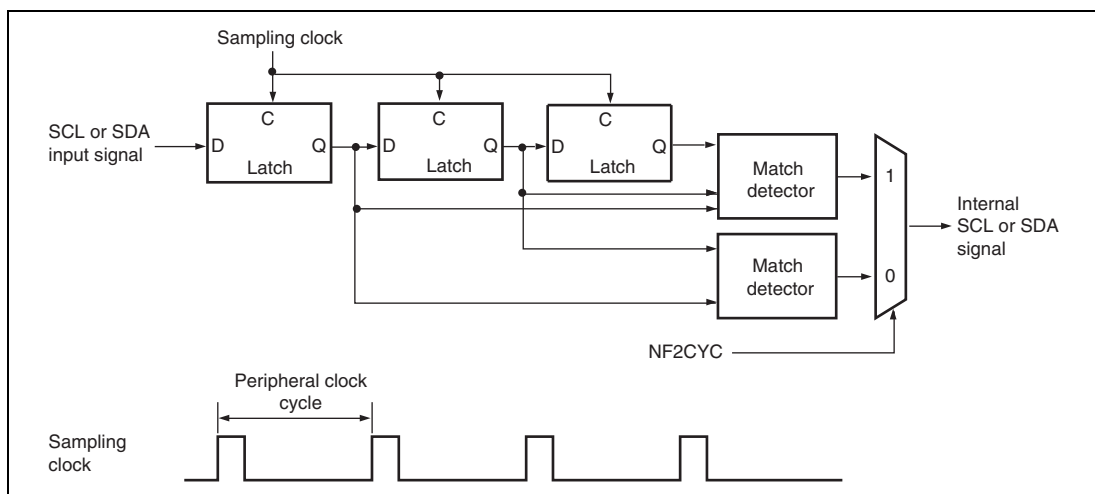 Sampling clock
SCL or SDA
input signal
D
C
Q
Latch
D
C
Q
Latch
D
C
Q
Latch
Match
detector
1
Match
detector
0
Internal
SCL or SDA
signal
NF2CYC
Peripheral clock
cycle
Sampling
clock